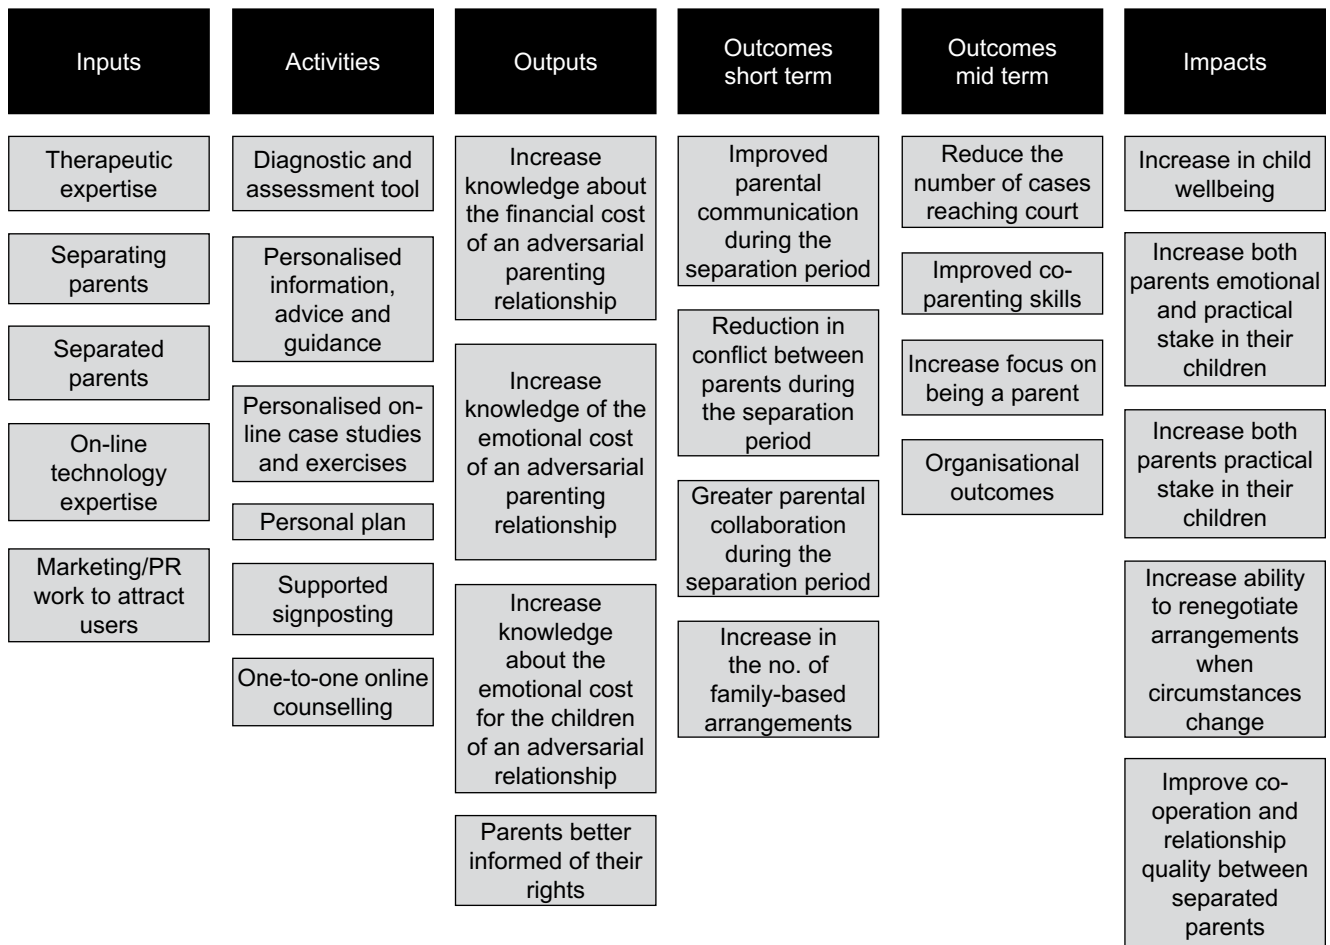 Inputs
Therapeutic
expertise
Separating
parents
Separated
parents
On-line
technology
expertise
Marketing/PR
work to attract
users
Activities
Diagnostic and
assessment tool
Personalised
information,
advice and
guidance
Personalised on-
line case studies
and exercises
Personal plan
Supported
signposting
One-to-one online
counselling
Outputs
Increase
knowledge about
the financial cost
of an adversarial
parenting
relationship
Increase
knowledge of the
emotional cost
of an adversarial
parenting
relationship
Increase
knowledge
about the
emotional cost
for the children
of an adversarial
relationship
Parents better
informed of their
rights
Outcomes
short term
Improved
parental
communication
during the
separation period
Reduction in
conflict between
parents during
the separation
period
Greater parental
collaboration
during the
separation period
Increase in
the no. of
family-based
arrangements
Outcomes
mid term
Reduce the
number of cases
reaching court
Improved co-
parenting skills
Increase focus on
being a parent
Organisational
outcomes
Impacts
Increase in child
wellbeing
Increase both
parents emotional
and practical
stake in their
children
Increase both
parents practical
stake in their
children
Increase ability
to renegotiate
arrangements
when
circumstances
change
Improve co-
operation and
relationship
quality between
separated
parents